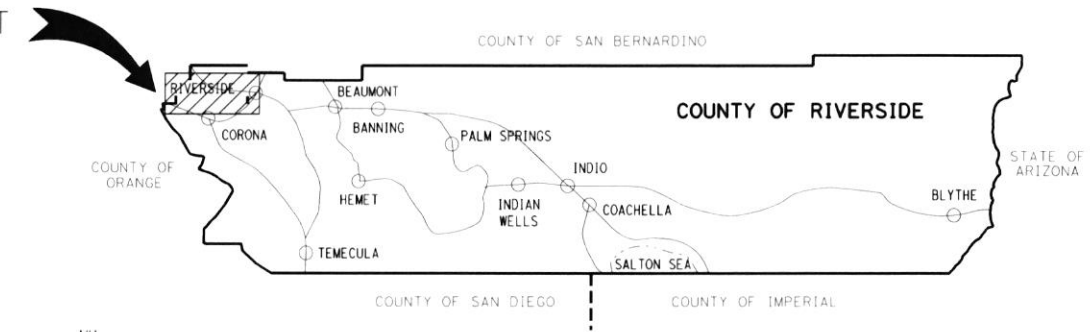 T
COUNTY OF SAN BERNARDINO
RIVERSIDE
BEAUMONT
COUNTY OF RIVERSIDE
CORONA
BANNING
PALM SPRINGS
COUNTY OF
ORANGE
INDIO
STATE OF
ARIZONA
HEMET
INDIAN
WELLS
COACHELLA
BLYTHE
TEMECULA
SALTON SEA
COUNTY OF SAN DIEGO
COUNTY OF IMPERIAL